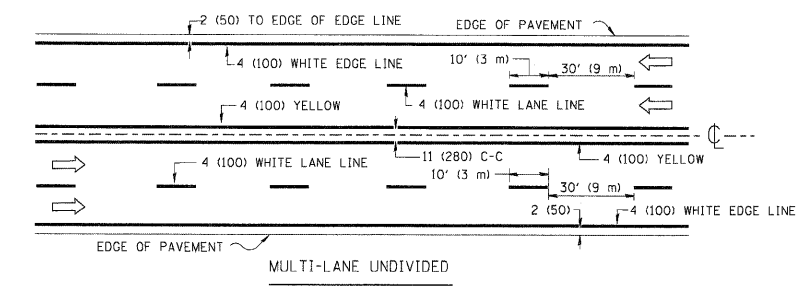 2 (50) TO EDGE OF EDGE LINE
EDGE OF PAVEMENT
4 (100) WHITE EDGE LINE
10' (3 m)
30' (9 m)
4 (100) YELLOW
4 (100) WHITE LANE LINE
℄
11 (280) C-C
4 (100) YELLOW
4 (100) WHITE LANE LINE
10' (3 m)
30' (9 m)
2 (50)
4 (100) WHITE EDGE LINE
EDGE OF PAVEMENT
MULTI-LANE UNDIVIDED